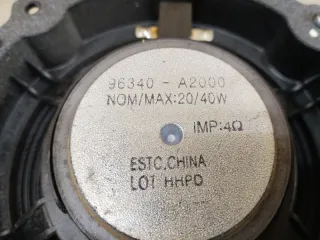 96340 - A2000
NOM/MAX:20/40W
IMP:4Ω
ESTC,CHINA
LOT HHPD